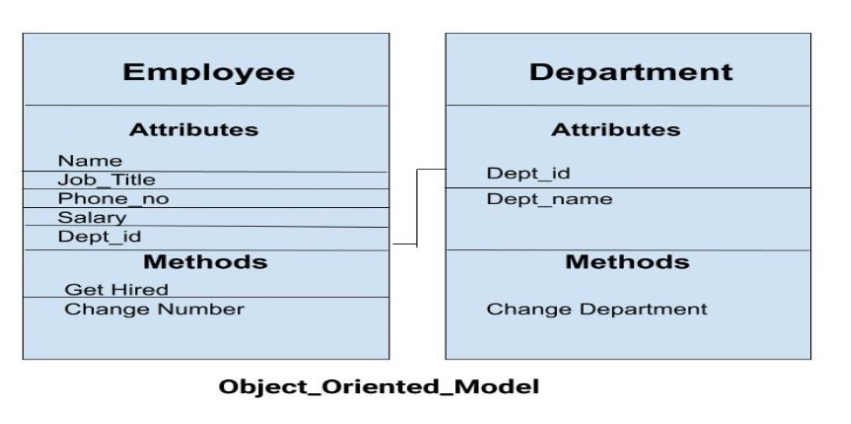 Employee
Attributes
Name
Job_Title
Phone_no
Salary
Dept_id
Methods
Get Hired
Change Number
Department
Attributes
Dept_id
Dept_name
Methods
Change Department
Object_Oriented_Model